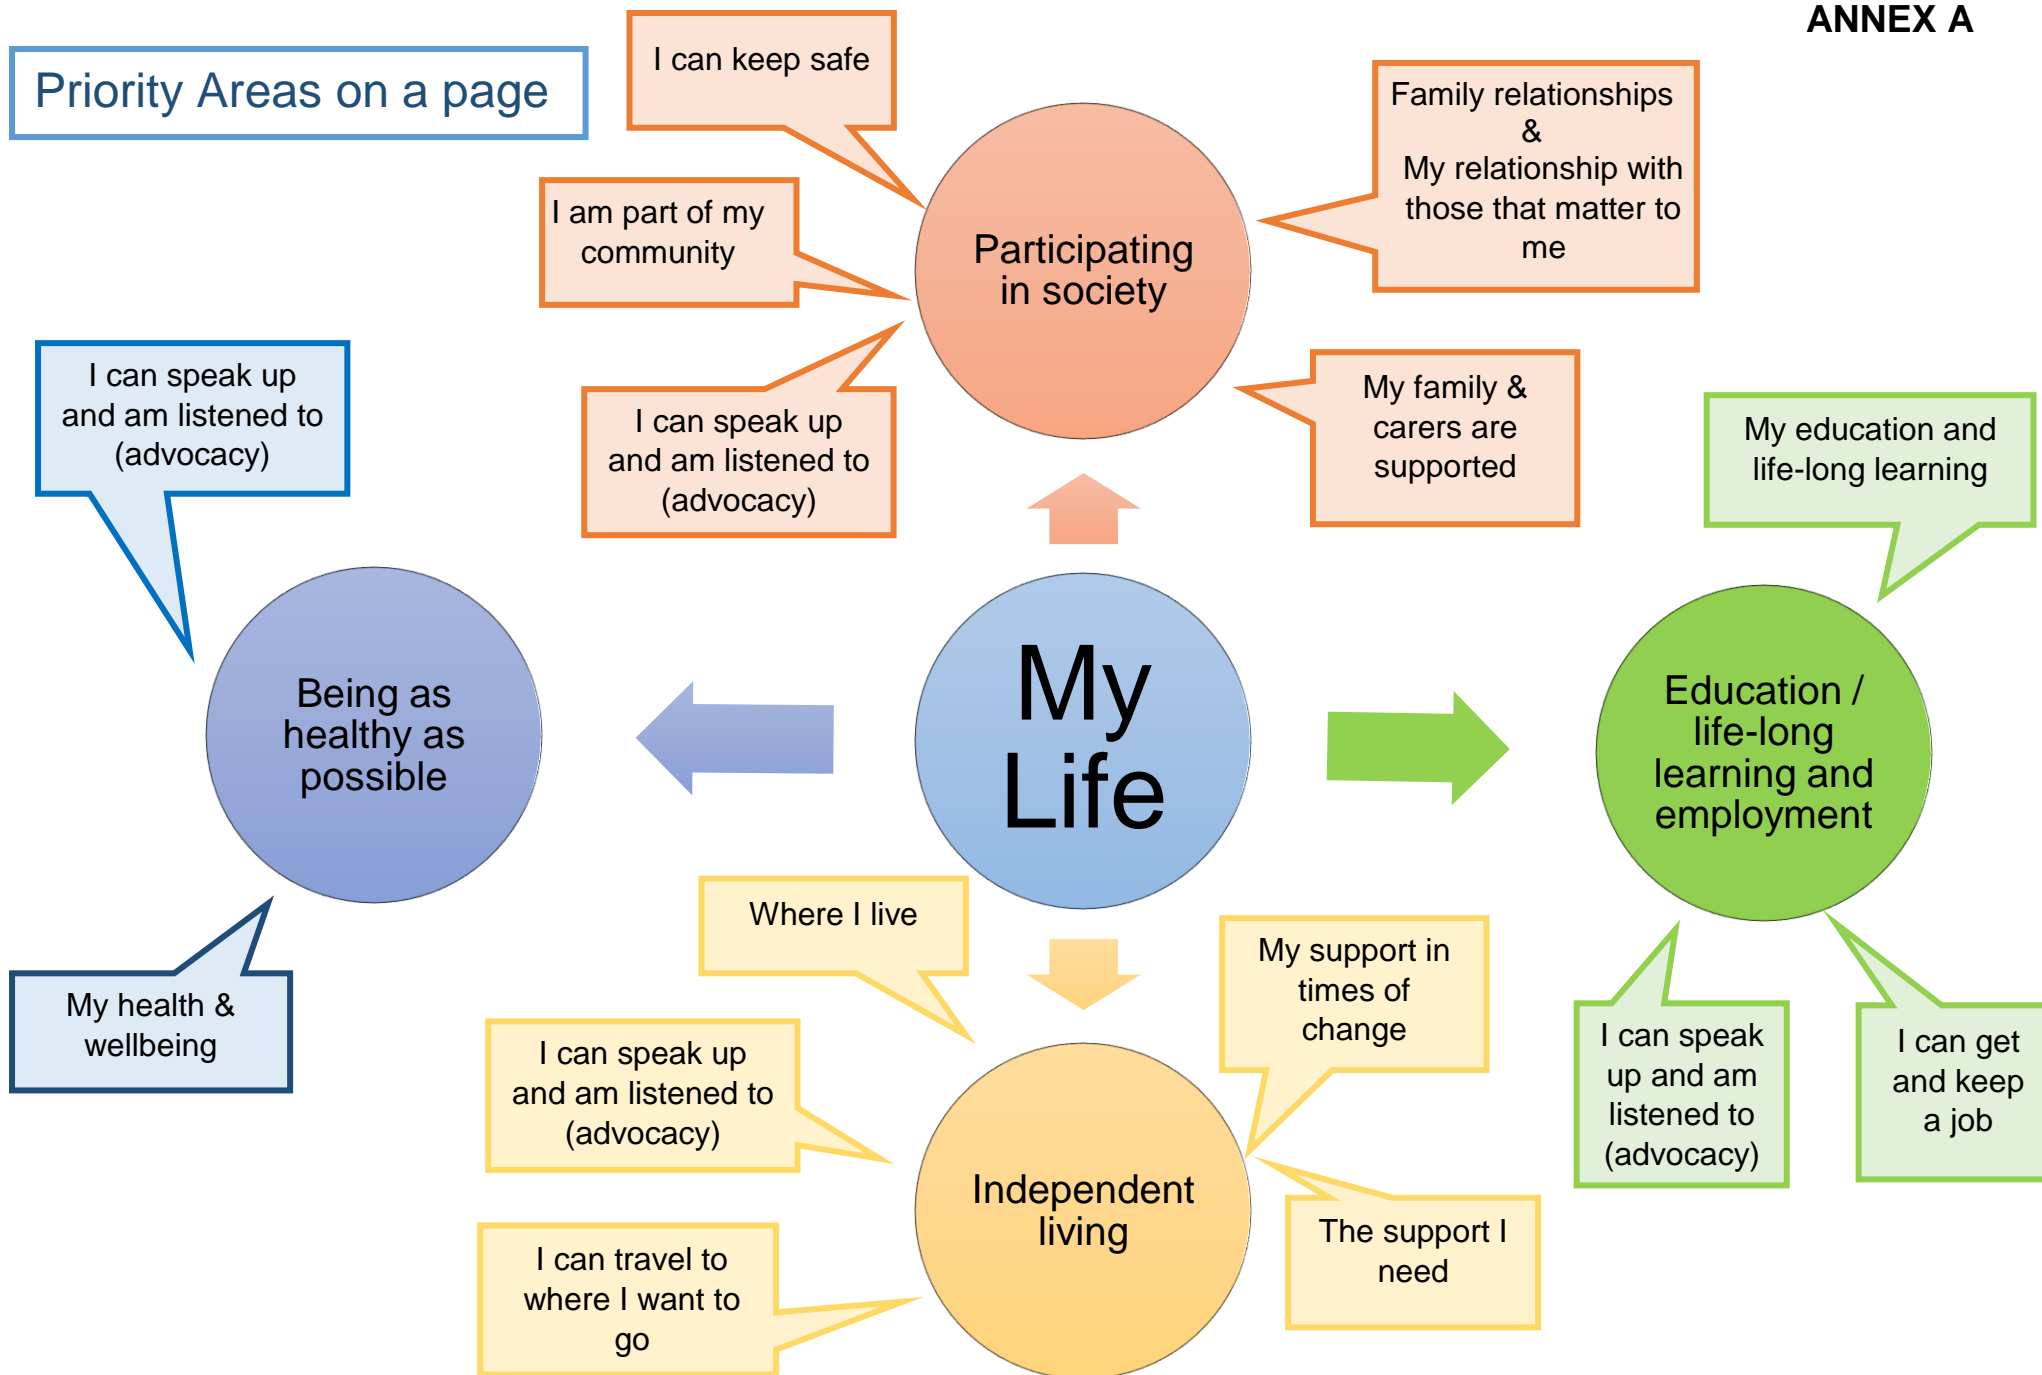 ANNEX A
Priority Areas on a page
I can keep safe
Family relationships
&
My relationship with
those that matter to
me
I am part of my
community
Participating
in society
I can speak up
and am listened to
(advocacy)
I can speak up
and am listened to
(advocacy)
My family &
carers are
supported
My education and
life-long learning
Being as
healthy as
possible
My
Life
Education /
life-long
learning and
employment
My health &
wellbeing
Where I live
My support in
times of
change
I can speak up
and am listened to
(advocacy)
I can speak
up and am
listened to
(advocacy)
I can get
and keep
a job
Independent
living
I can travel to
where I want to
go
The support I
need